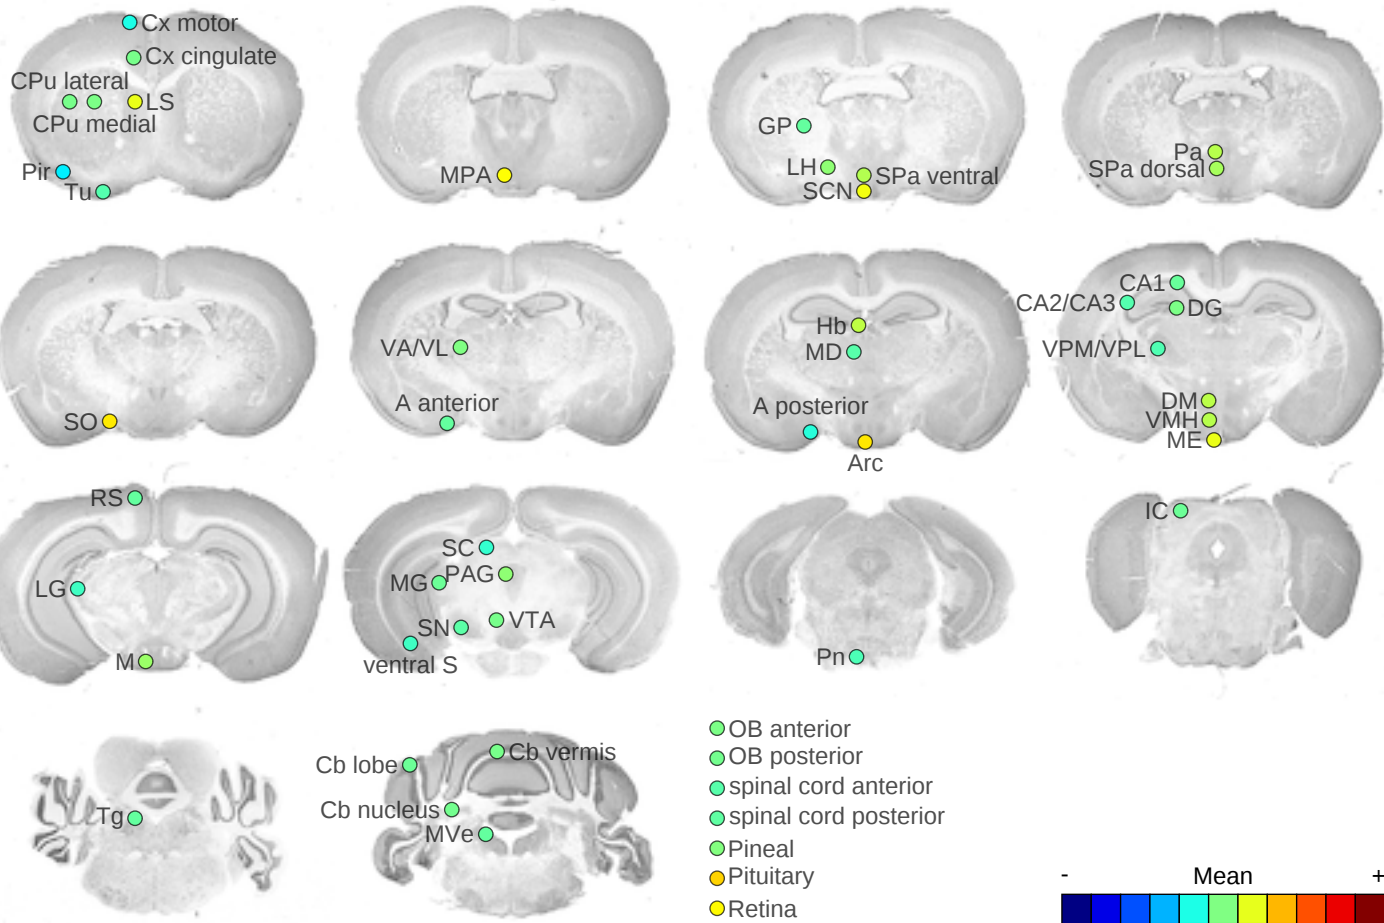 Cx motor
Cx cingulate
CPu lateral
LS
CPu medial
Pir
Tu
MPA
GP
LH
SPa ventral
SCN
Pa
SPa dorsal
SO
VA/VL
A anterior
Hb
MD
A posterior
Arc
CA1
CA2/CA3
DG
VPM/VPL
DM
VMH
ME
RS
LG
M
SC
MG
PAG
SN
VTA
ventral S
Pn
IC
Tg
Cb lobe
Cb vermis
Cb nucleus
MVe
OB anterior
OB posterior
spinal cord anterior
spinal cord posterior
Pineal
Pituitary
Retina
- Mean +